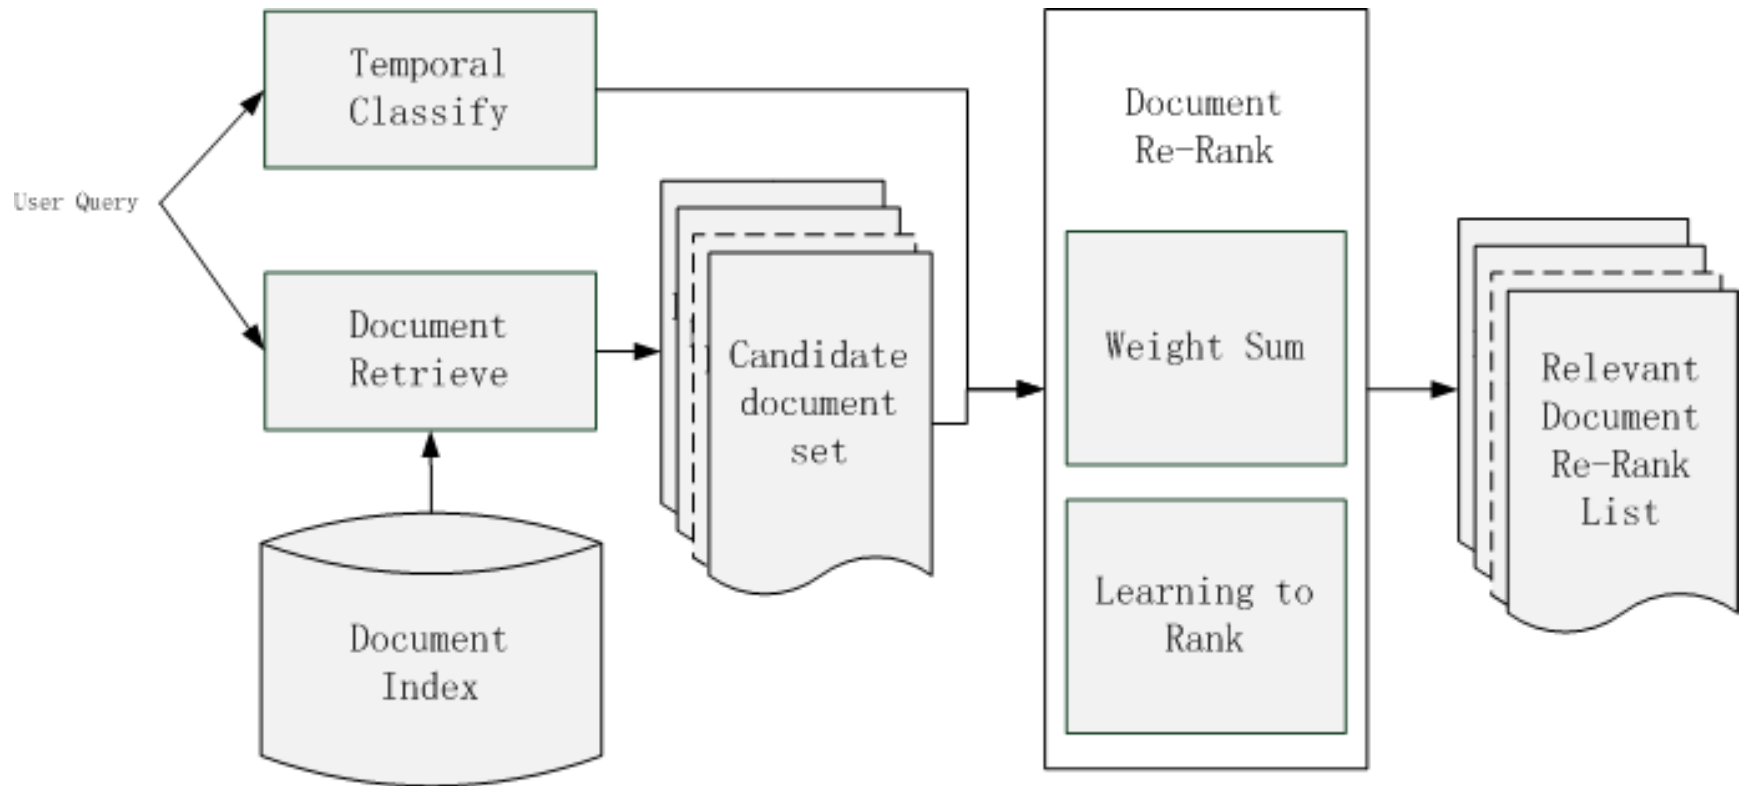 User Query
Temporal
Classify
Document
Retrieve
Document
Index
Candidate
document
set
Document
Re-Rank
Weight Sum
Learning to
Rank
Relevant
Document
Re-Rank
List